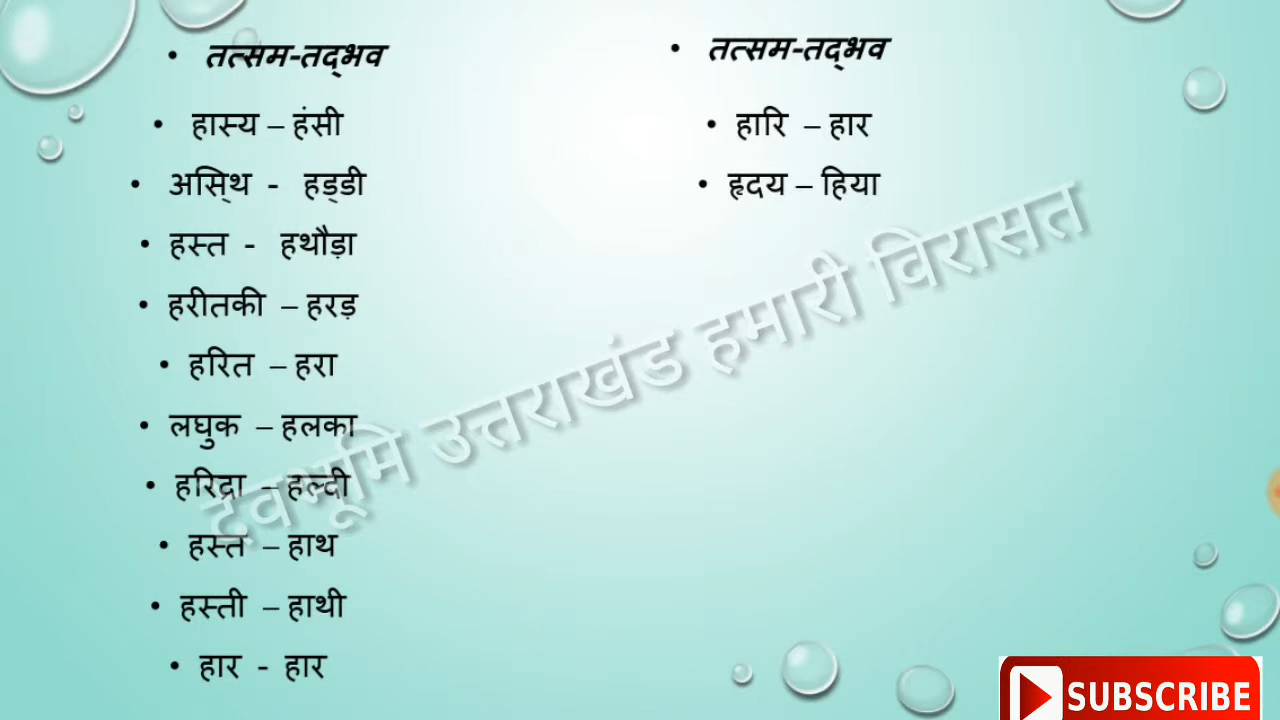 • तत्सम-तद्भव
• हास्य – हंसी
• अस्थि - हड्डी
• हस्त - हथौड़ा
• हरीतकी – हरड़
• हरित – हरा
• लघुक – हलका
• हरिद्रा – हल्दी
• हस्त – हाथ
• हस्ती – हाथी
• हार - हार
• तत्सम-तद्भव
• हारि – हार
• हृदय – हिया
देवभूमि उत्तराखंड हमारी विरासत
SUBSCRIBE